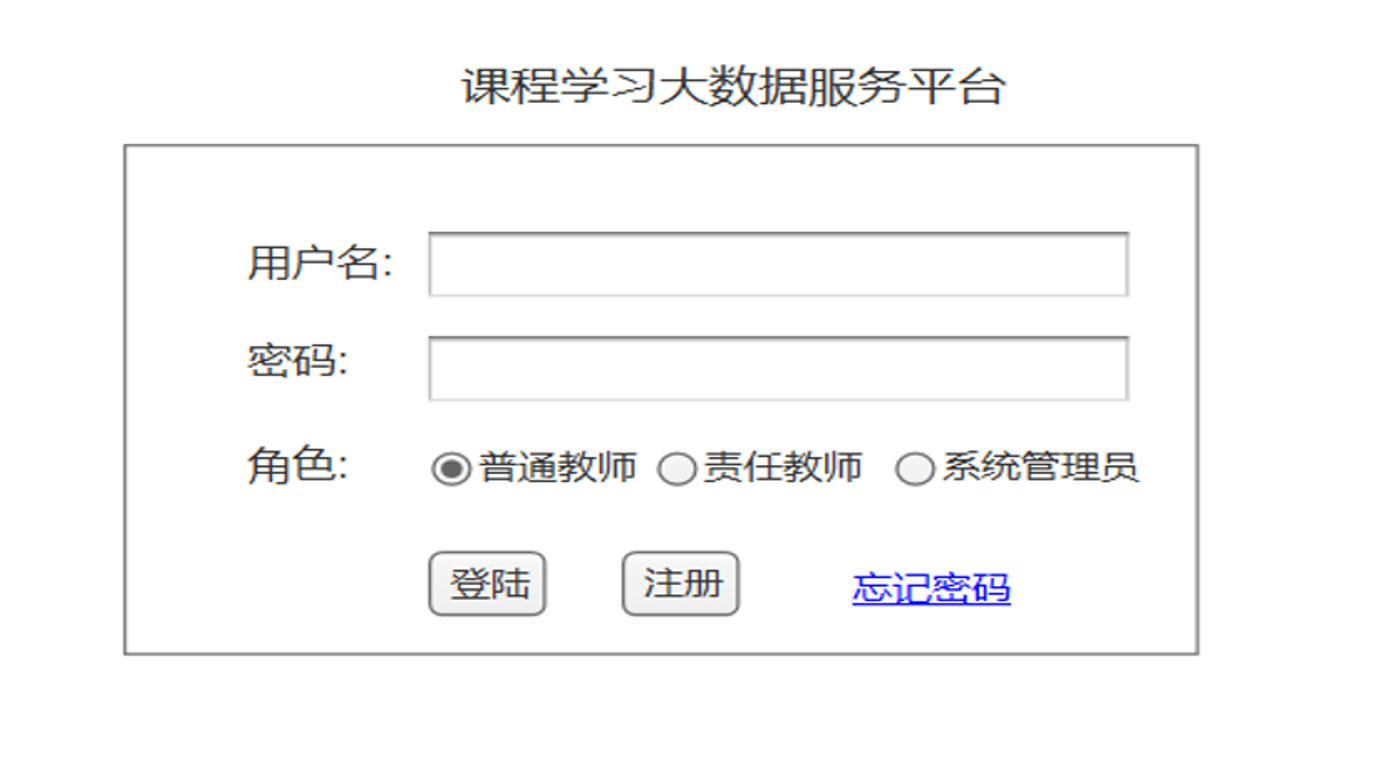 课程学习大数据服务平台
用户名:
密码:
角色: 普通教师 责任教师 系统管理员
登陆 注册 忘记密码